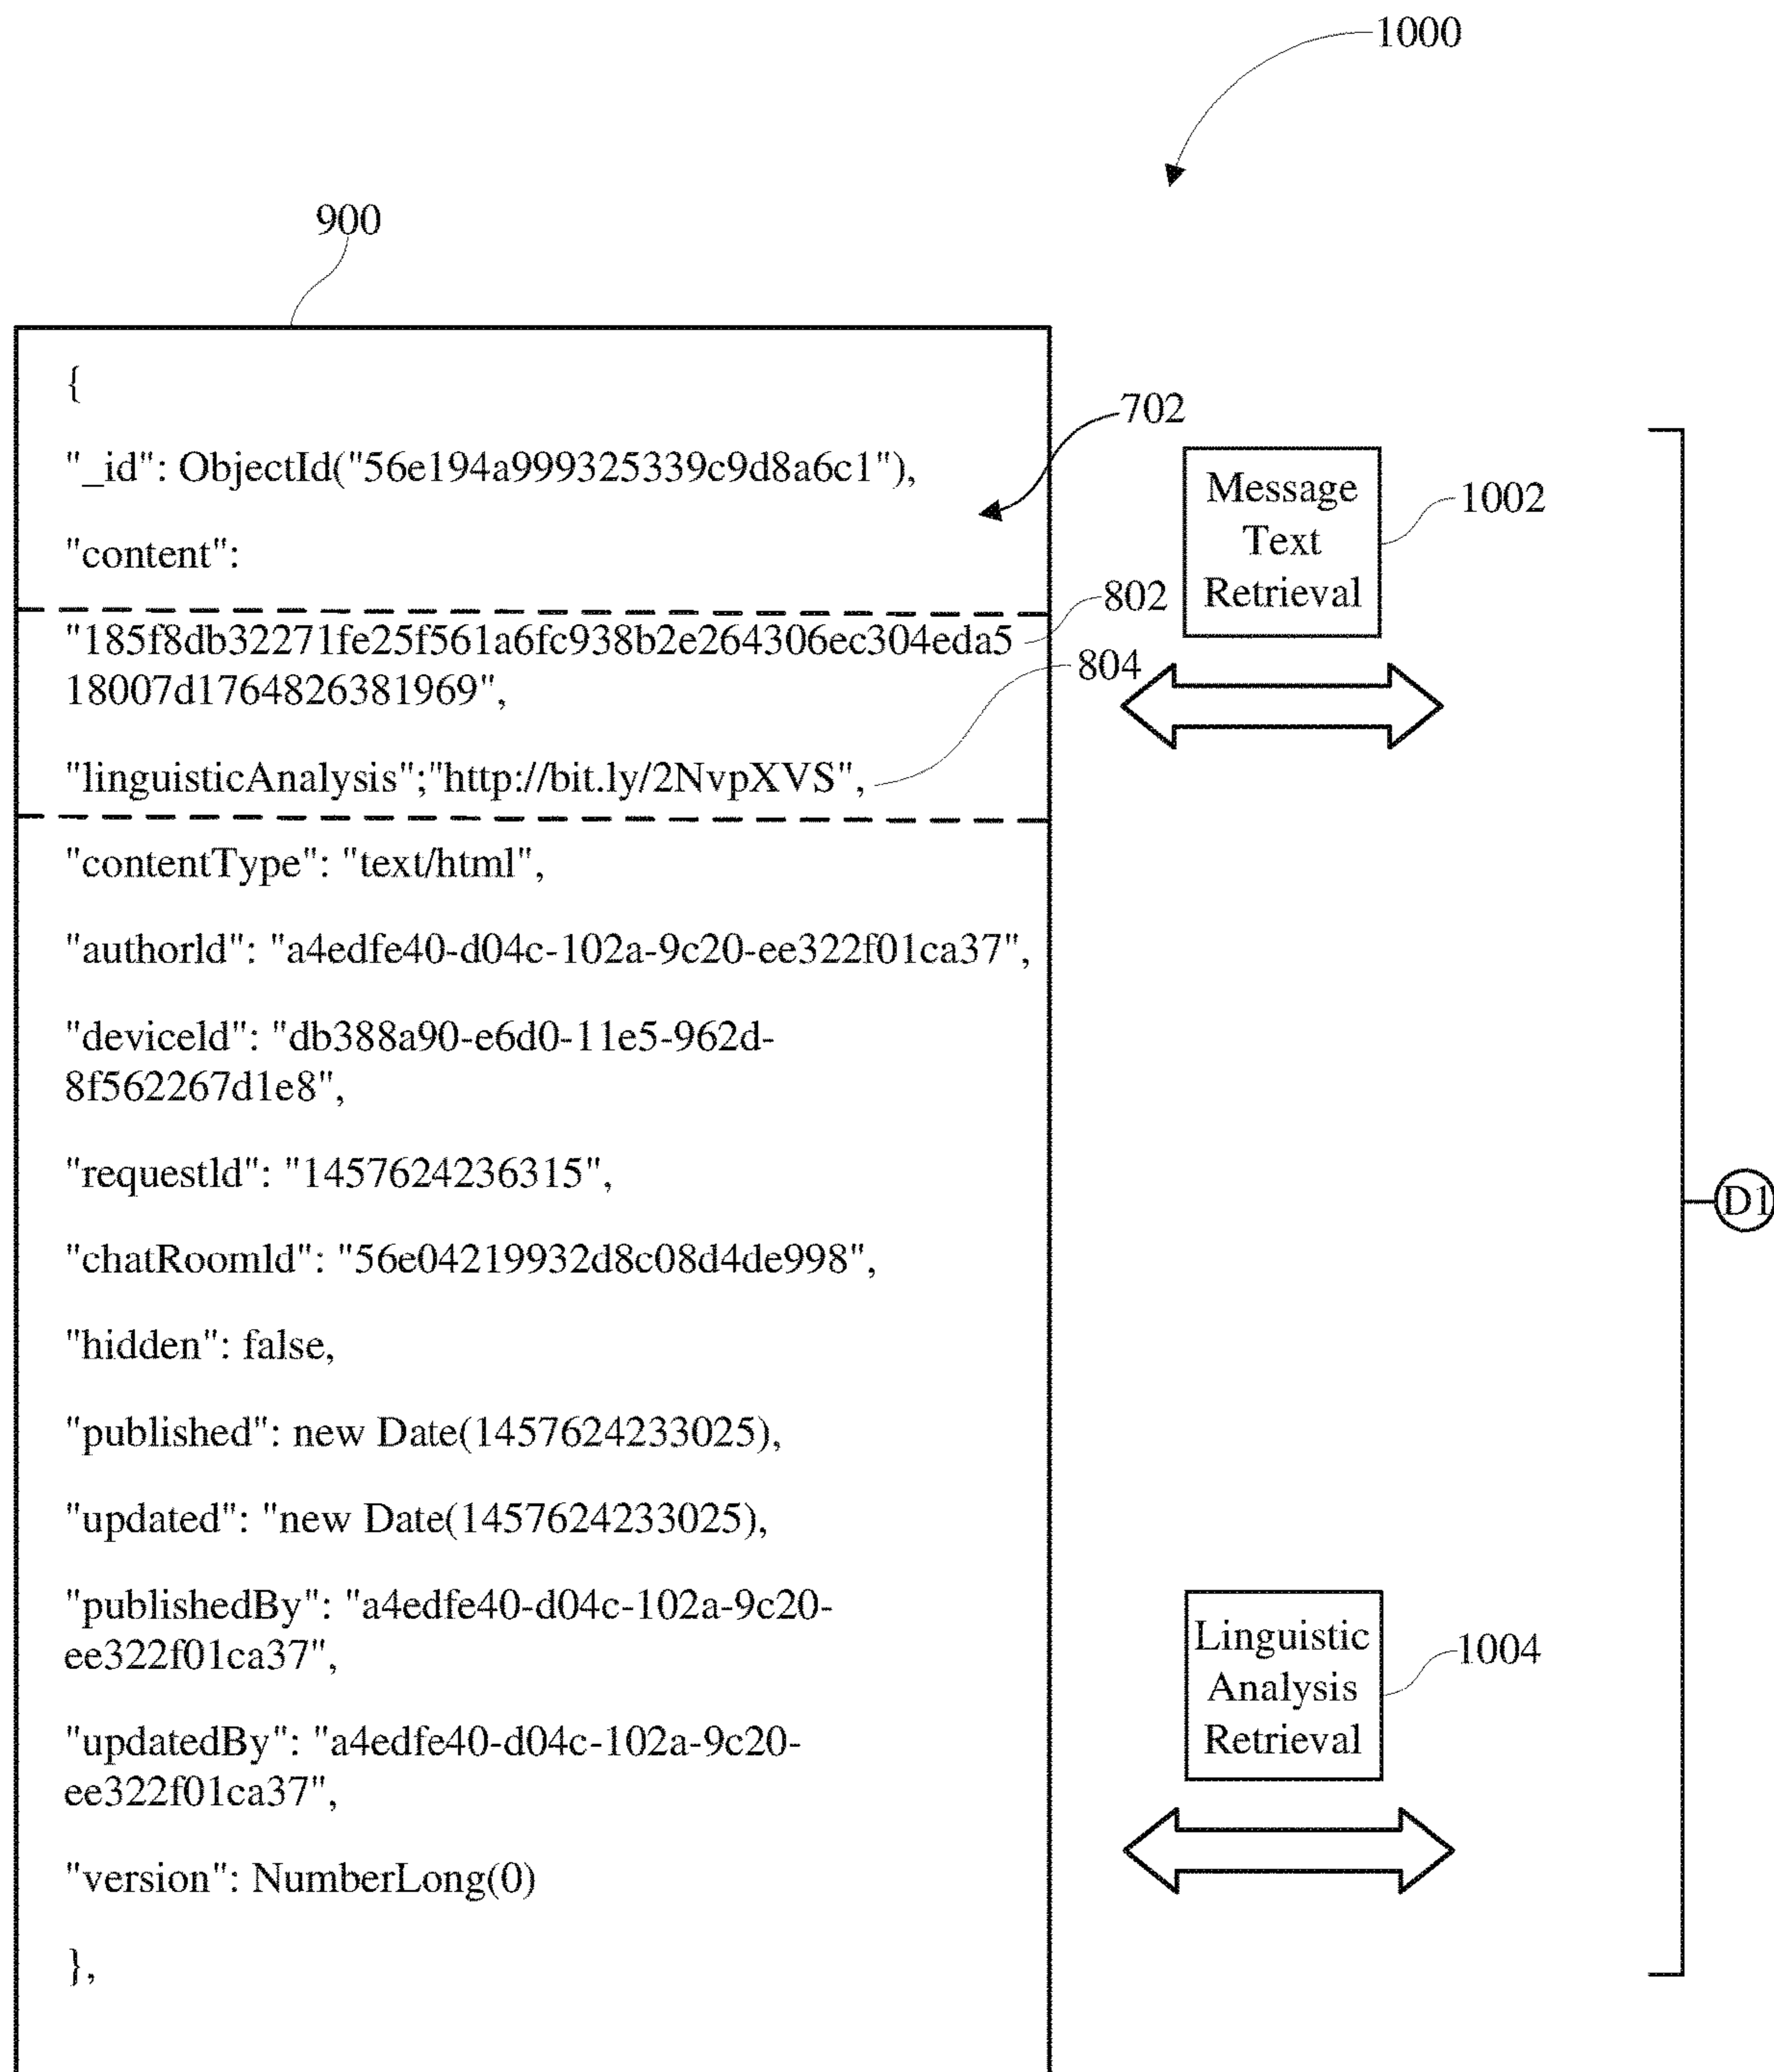 1000
900
{
"_id": ObjectId("56e194a999325339c9d8a6c1"),
702
"content":
802
"185f8db32271fe25f561a6fc938b2e264306ec304eda5
18007d1764826381969",
804
"linguisticAnalysis";"http://bit.ly/2NvpXVS",
"contentType": "text/html",
"authorId": "a4edfe40-d04c-102a-9c20-ee322f01ca37",
"deviceId": "db388a90-e6d0-11e5-962d-
8f562267d1e8",
"requestId": "1457624236315",
"chatRoomId": "56e04219932d8c08d4de998",
"hidden": false,
"published": new Date(1457624233025),
"updated": "new Date(1457624233025),
"publishedBy": "a4edfe40-d04c-102a-9c20-
ee322f01ca37",
"updatedBy": "a4edfe40-d04c-102a-9c20-
ee322f01ca37",
"version": NumberLong(0)
},
Message
Text
Retrieval
1002
Linguistic
Analysis
Retrieval
1004
D1